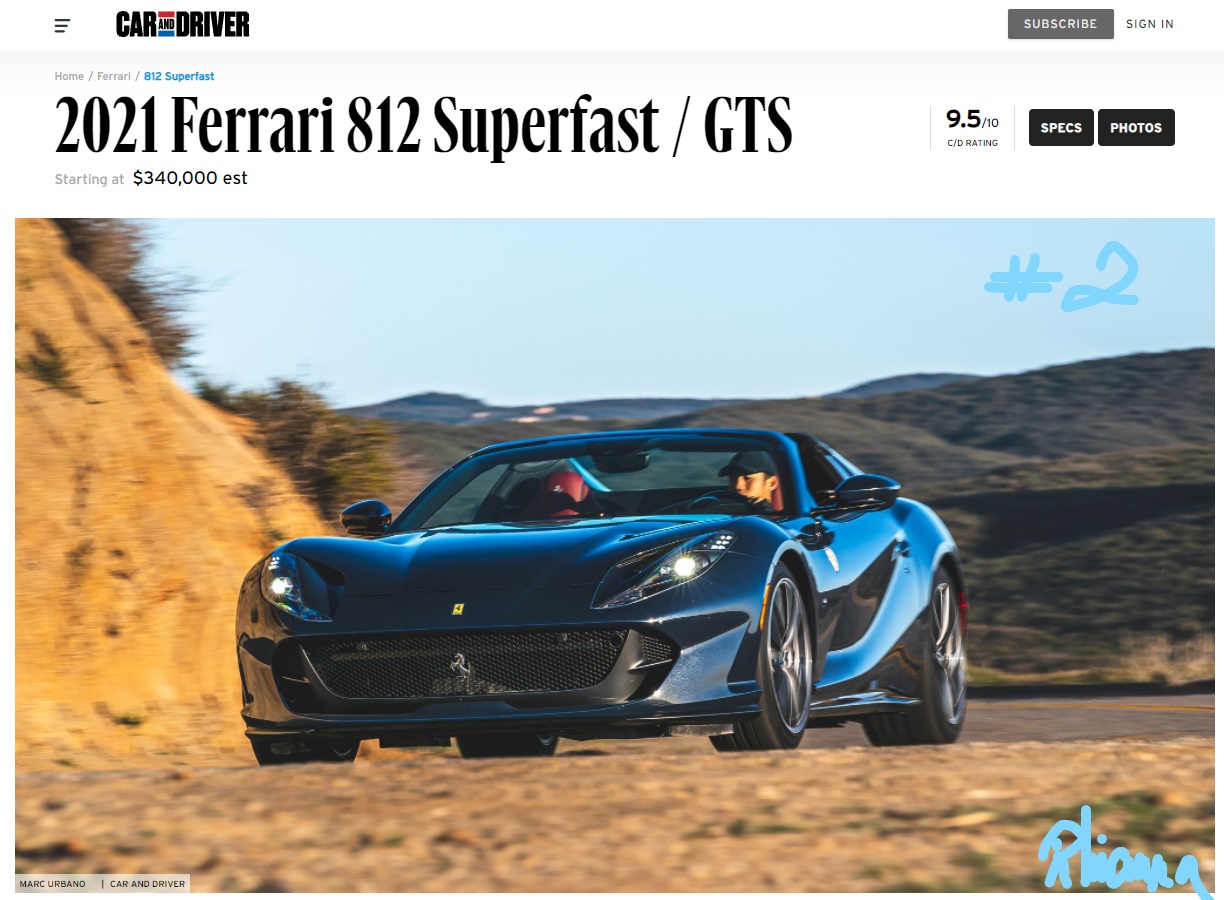 CAR AND DRIVER
SUBSCRIBE SIGN IN
Home / Ferrari / 812 Superfast
2021 Ferrari 812 Superfast / GTS
9.5/10
C/D RATING
SPECS PHOTOS
Starting at $340,000 est
#2
Rhianna
MARC URBANO | CAR AND DRIVER